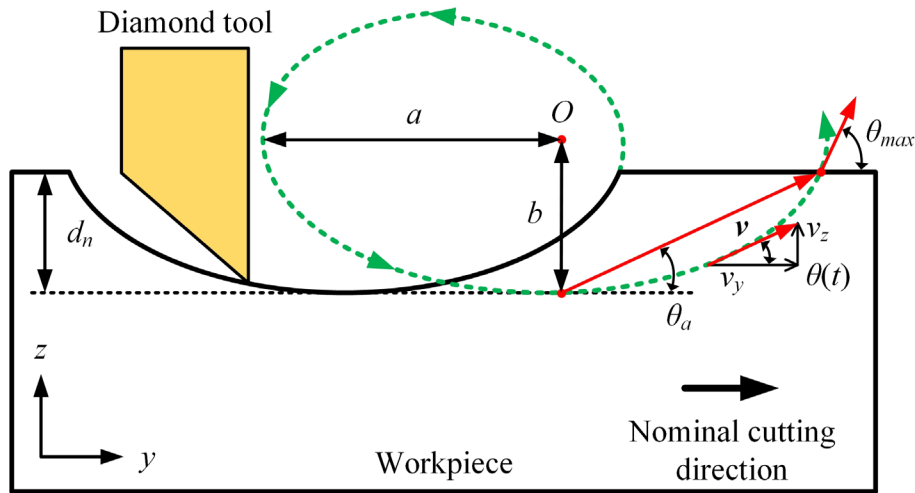 Diamond tool
a
O
θmax
dn
b
v
vz
vy
θ(t)
θa
z
y
Nominal cutting
direction
Workpiece